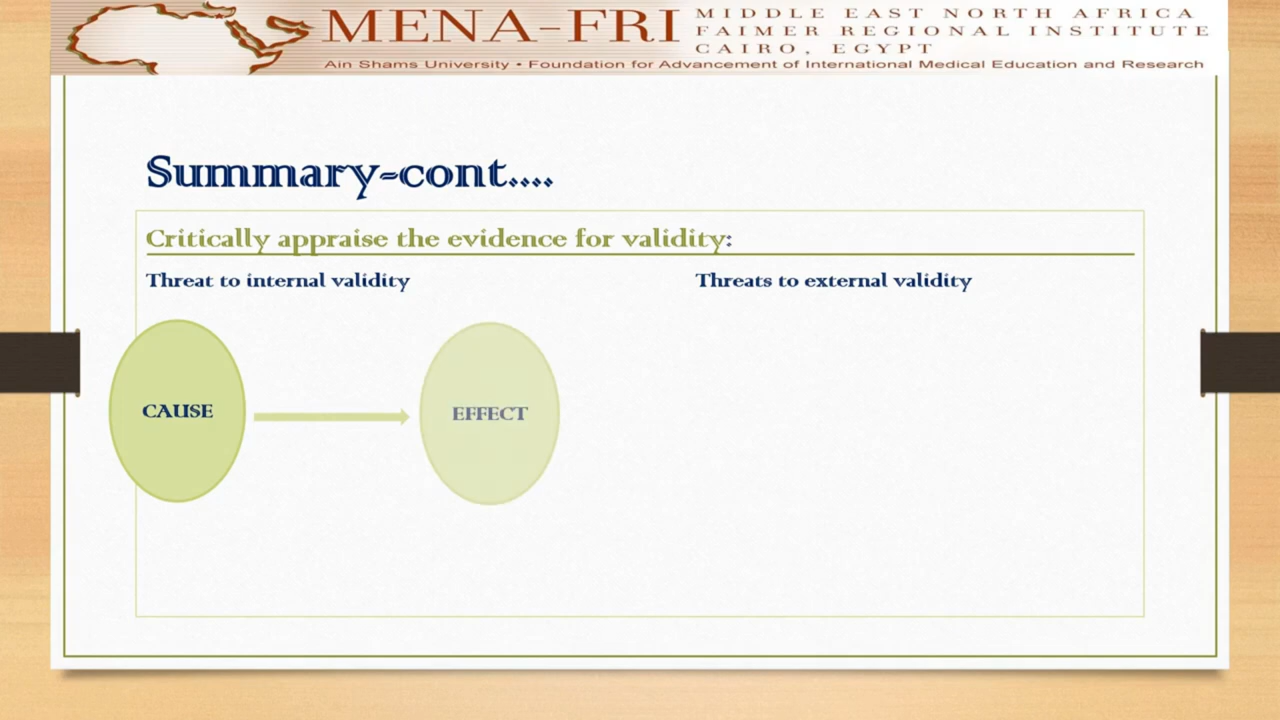 MENA-FRI
MIDDLE EAST NORTH AFRICA
FAIMER REGIONAL INSTITUTE
CAIRO, EGYPT
Ain Shams University • Foundation for Advancement of International Medical Education and Research
Summary-cont....
Critically appraise the evidence for validity:
Threat to internal validity
Threats to external validity
CAUSE
EFFECT